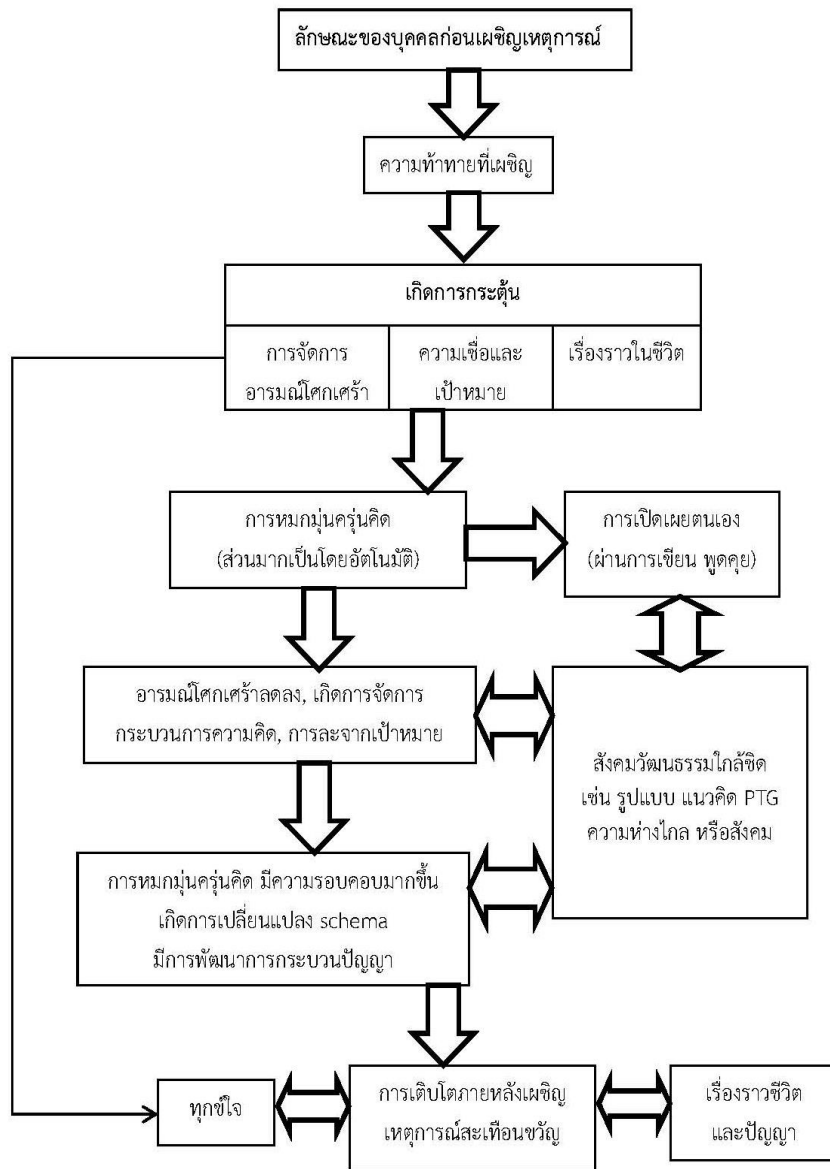 ลักษณะของบุคคลก่อนเผชิญเหตุการณ์
ความท้าทายที่เผชิญ
เกิดการกระตุ้น
การจัดการ
อารมณ์โศกเศร้า
ความเชื่อและ
เป้าหมาย
เรื่องราวในชีวิต
การหมกมุ่นครุ่นคิด
(ส่วนมากเป็นโดยอัตโนมัติ)
การเปิดเผยตนเอง
(ผ่านการเขียน พูดคุย)
อารมณ์โศกเศร้าลดลง, เกิดการจัดการ
กระบวนการความคิด, การละจากเป้าหมาย
สังคมวัฒนธรรมใกล้ชิด
เช่น รูปแบบ แนวคิด PTG
ความห่างไกล หรือสังคม
การหมกมุ่นครุ่นคิด มีความรอบคอบมากขึ้น
เกิดการเปลี่ยนแปลง schema
มีการพัฒนาการกระบวนปัญญา
ทุกข์ใจ
การเติบโตภายหลังเผชิญ
เหตุการณ์สะเทือนขวัญ
เรื่องราวชีวิต
และปัญญา